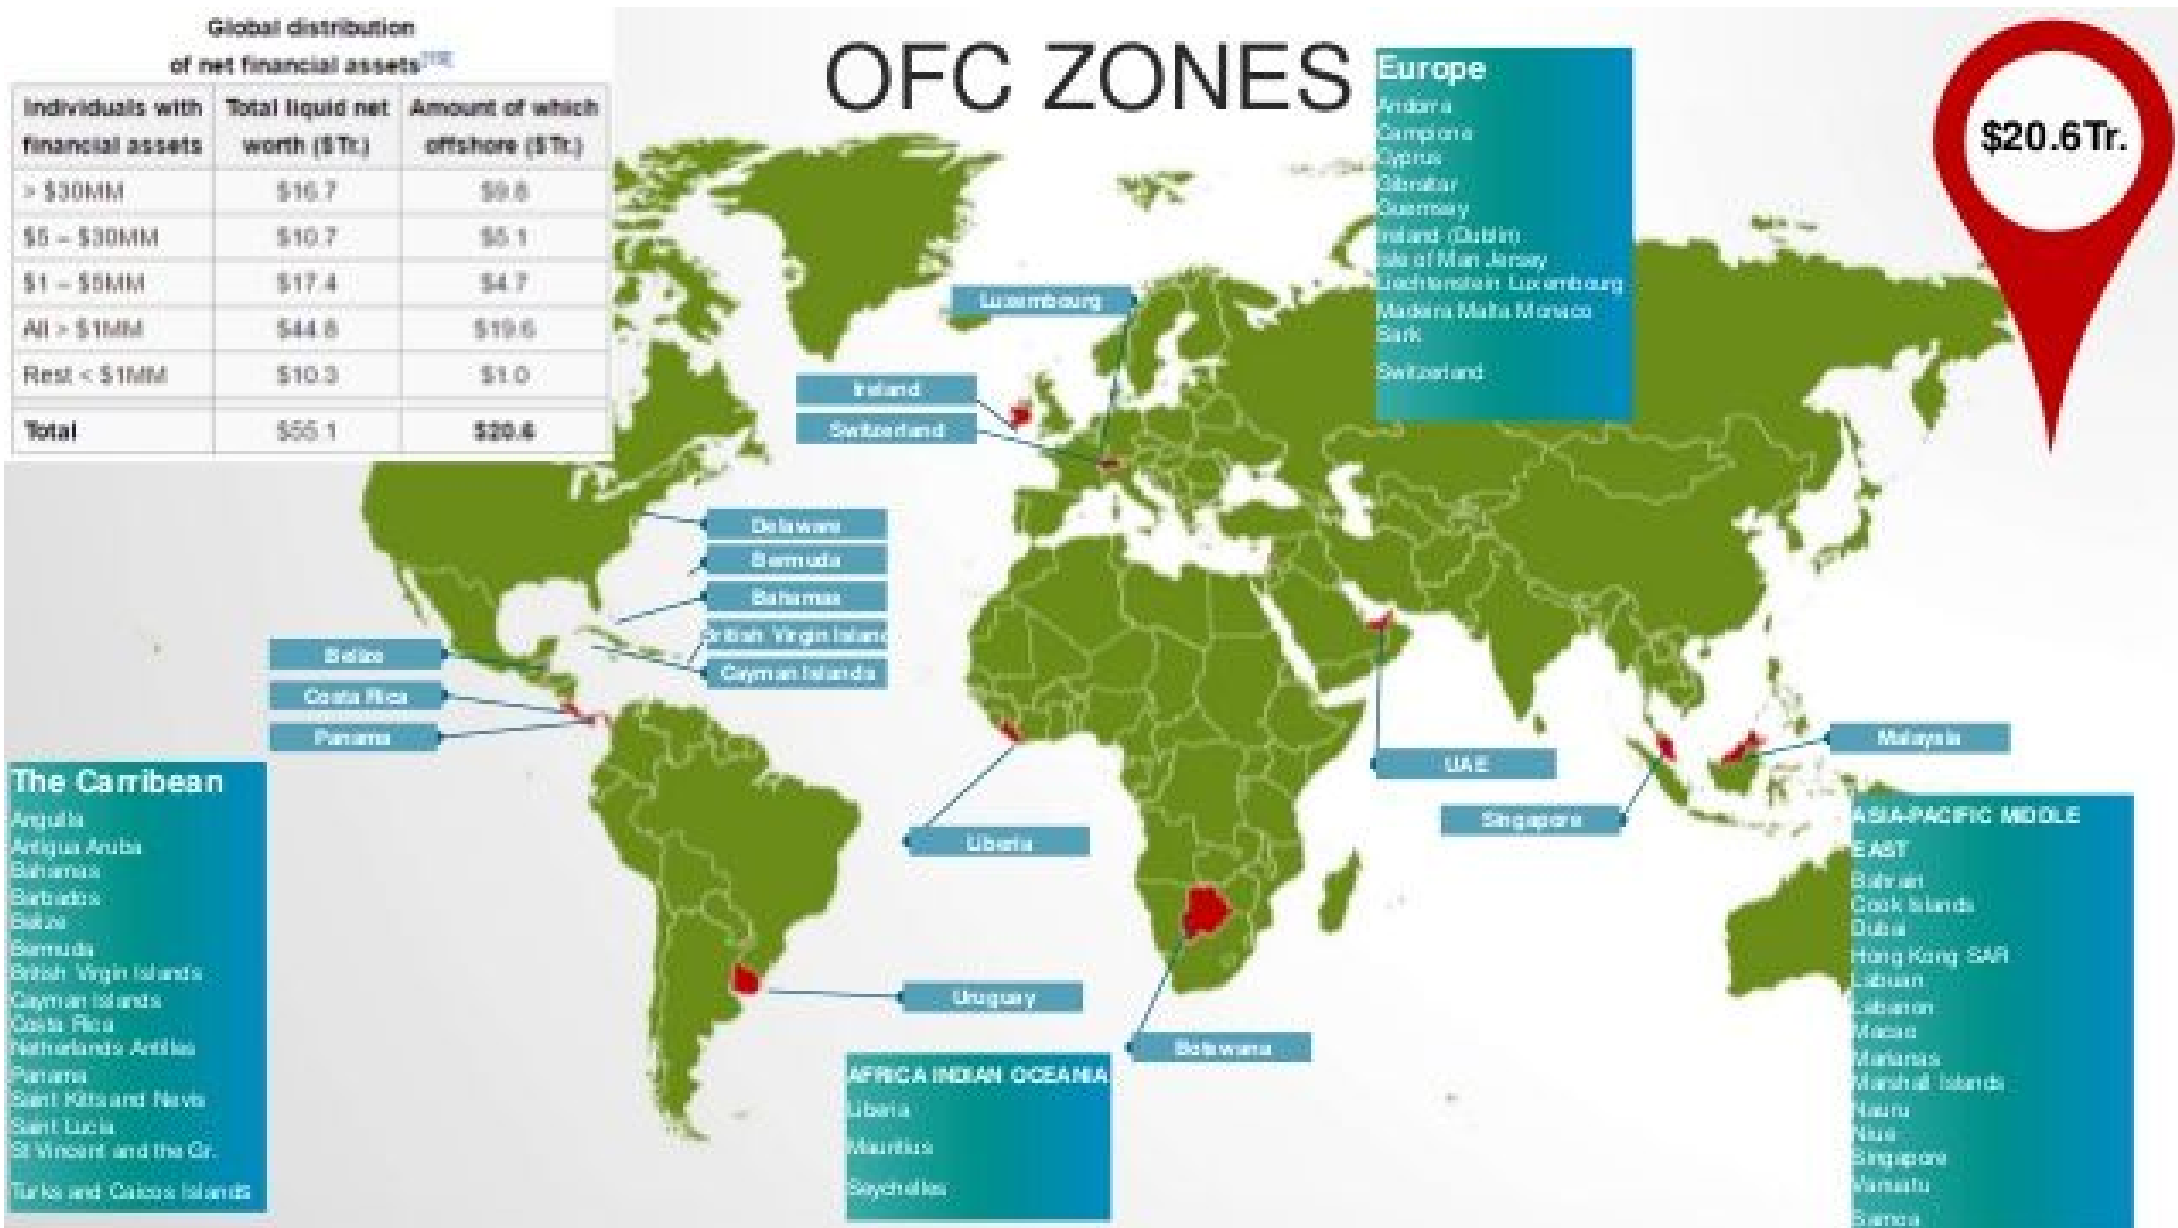 Global distribution
of net financial assets
Individuals with financial assets Total liquid net worth ($Tr.) Amount of which offshore ($Tr.)
> $30MM $16.7 $9.8
$5 – $30MM $10.7 $5.1
$1 – $5MM $17.4 $4.7
All > $1MM $44.8 $19.6
Rest < $1MM $10.3 $1.0
Total $55.1 $20.6
OFC ZONES
Europe
Andorra
Campione
Cyprus
Gibraltar
Guernsey
Ireland (Dublin)
Isle of Man Jersey
Liechtenstein Luxembourg
Madeira Malta Monaco
Sark
Switzerland
$20.6Tr.
Luxembourg
Ireland
Switzerland
Delaware
Bermuda
Bahamas
British Virgin Island
Cayman Islands
Belize
Costa Rica
Panama
Liberia
UAE
Singapore
Malaysia
Uruguay
Botswana
The Carribean
Angulla
Antigua Aruba
Bahamas
Barbados
Belize
Bermuda
British Virgin Islands
Cayman Islands
Costa Rica
Netherlands Antilles
Panama
Saint Kitts and Nevis
Saint Lucia
St Vincent and the Gr.
Turks and Caicos Islands
AFRICA INDIAN OCEANIA
Liberia
Mauritius
Seychelles
ASIA-PACIFIC MIDDLE
EAST
Bahrain
Cook Islands
Dubai
Hong Kong SAR
Labuan
Labanon
Macao
Marianas
Marshall Islands
Nauru
Niue
Singapore
Vanuatu
Samoa